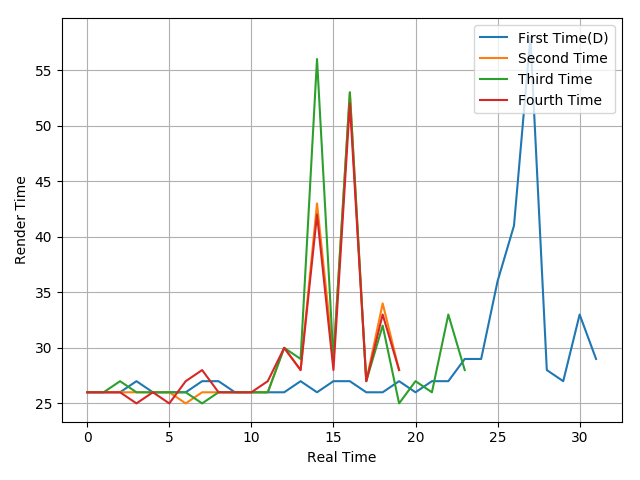 First Time(D)
Second Time
Third Time
Fourth Time
55
50
45
40
35
30
25
Render Time
0 5 10 15 20 25 30
Real Time